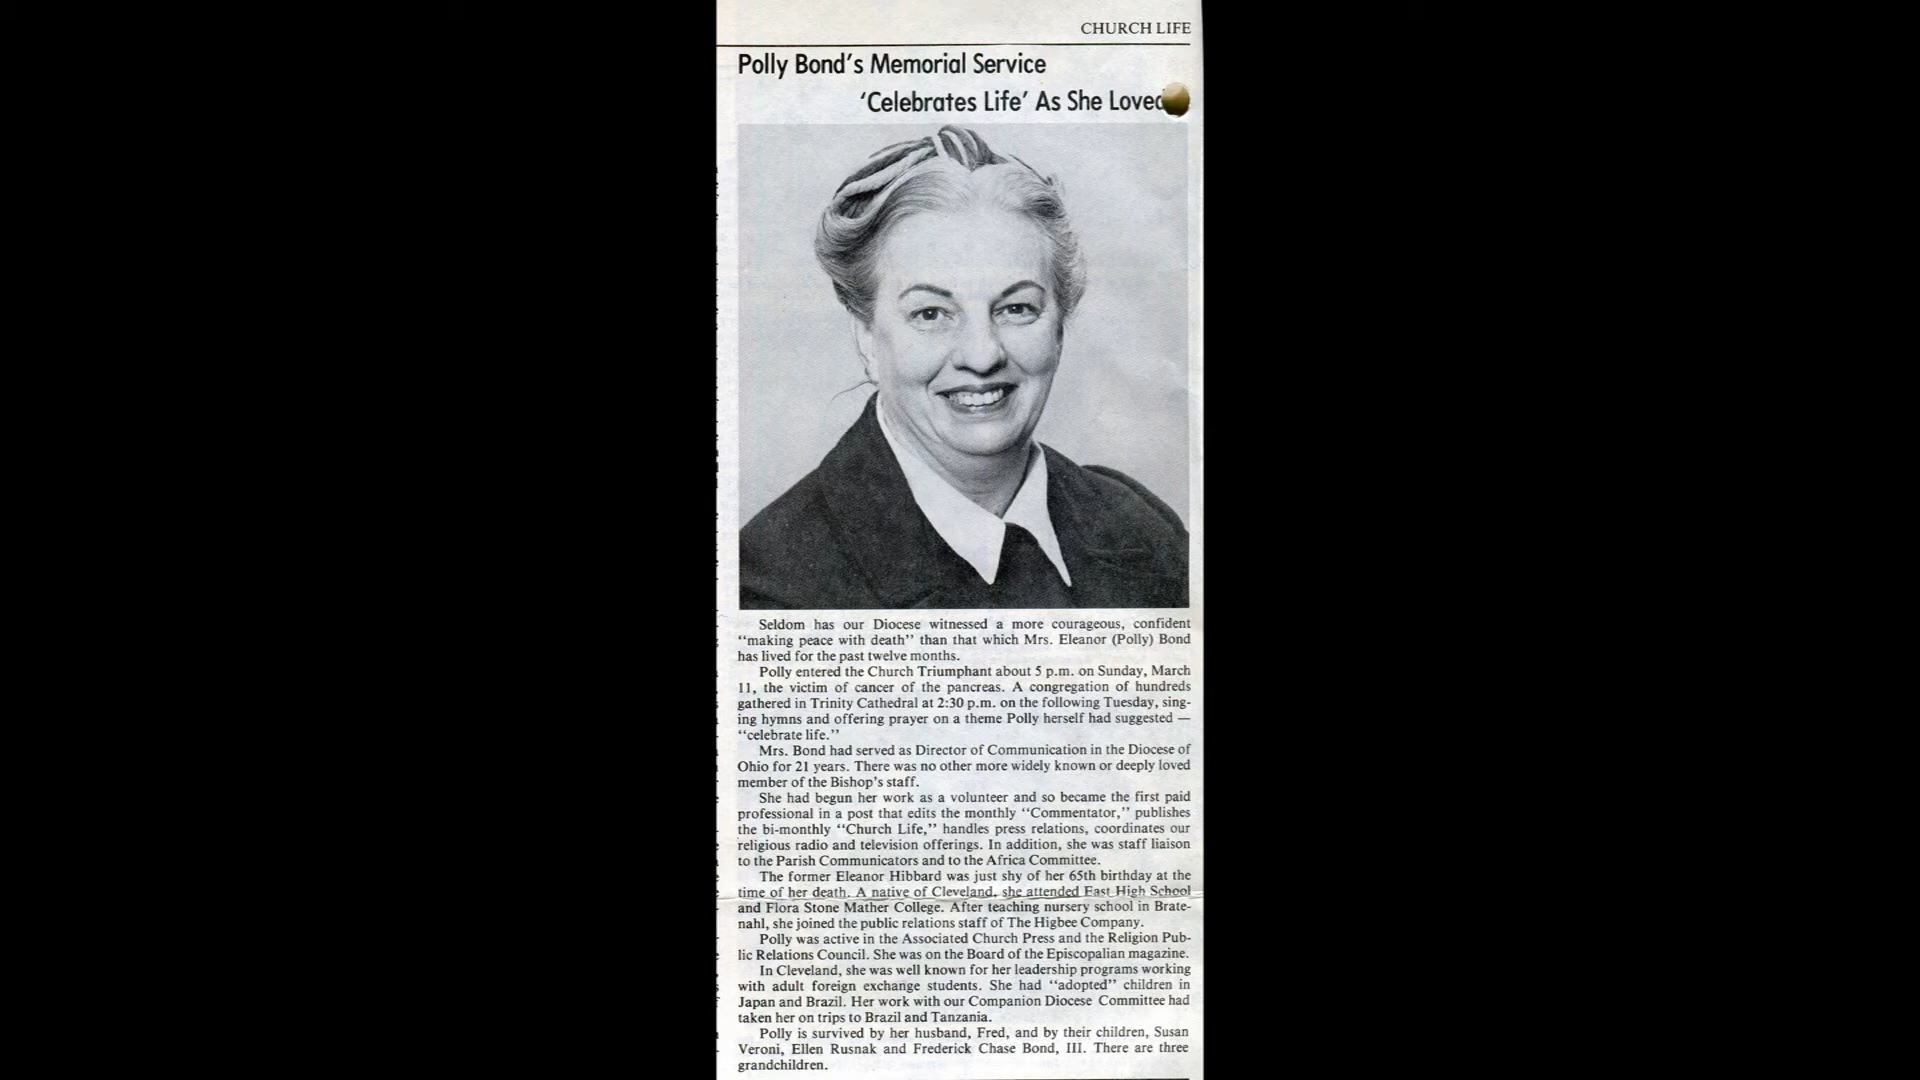 CHURCH LIFE
Polly Bond's Memorial Service
'Celebrates Life' As She Loved
Seldom has our Diocese witnessed a more courageous, confident
"making peace with death" than that which Mrs. Eleanor (Polly) Bond
has lived for the past twelve months.
Polly entered the Church Triumphant about 5 p.m. on Sunday, March
11, the victim of cancer of the pancreas. A congregation of hundreds
gathered in Trinity Cathedral at 2:30 p.m. on the following Tuesday, sing-
ing hymns and offering prayer on a theme Polly herself had suggested —
"celebrate life."
Mrs. Bond had served as Director of Communication in the Diocese of
Ohio for 21 years. There was no other more widely known or deeply loved
member of the Bishop's staff.
She had begun her work as a volunteer and so became the first paid
professional in a post that edits the monthly "Commentator," publishes
the bi-monthly "Church Life," handles press relations, coordinates our
religious radio and television offerings. In addition, she was staff liaison
to the Parish Communicators and to the Africa Committee.
The former Eleanor Hibbard was just shy of her 65th birthday at the
time of her death. A native of Cleveland, she attended East High School
and Flora Stone Mather College. After teaching nursery school in Brate-
nahl, she joined the public relations staff of The Higbee Company.
Polly was active in the Associated Church Press and the Religion Pub-
lic Relations Council. She was on the Board of the Episcopalian magazine.
In Cleveland, she was well known for her leadership programs working
with adult foreign exchange students. She had "adopted" children in
Japan and Brazil. Her work with our Companion Diocese Committee had
taken her on trips to Brazil and Tanzania.
Polly is survived by her husband, Fred, and by their children, Susan
Veroni, Ellen Rusnak and Frederick Chase Bond, III. There are three
grandchildren.